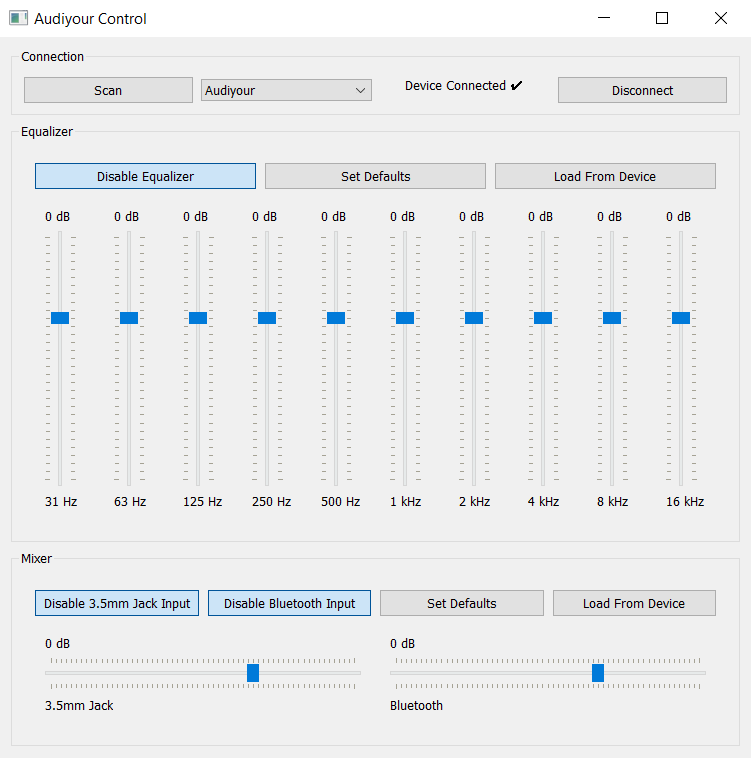 Audiyour Control
Connection
Scan
Audiyour
Device Connected ✔
Disconnect
Equalizer
Disable Equalizer
Set Defaults
Load From Device
0 dB 0 dB 0 dB 0 dB 0 dB 0 dB 0 dB 0 dB 0 dB 0 dB
31 Hz 63 Hz 125 Hz 250 Hz 500 Hz 1 kHz 2 kHz 4 kHz 8 kHz 16 kHz
Mixer
Disable 3.5mm Jack Input
Disable Bluetooth Input
Set Defaults
Load From Device
0 dB 0 dB
3.5mm Jack Bluetooth